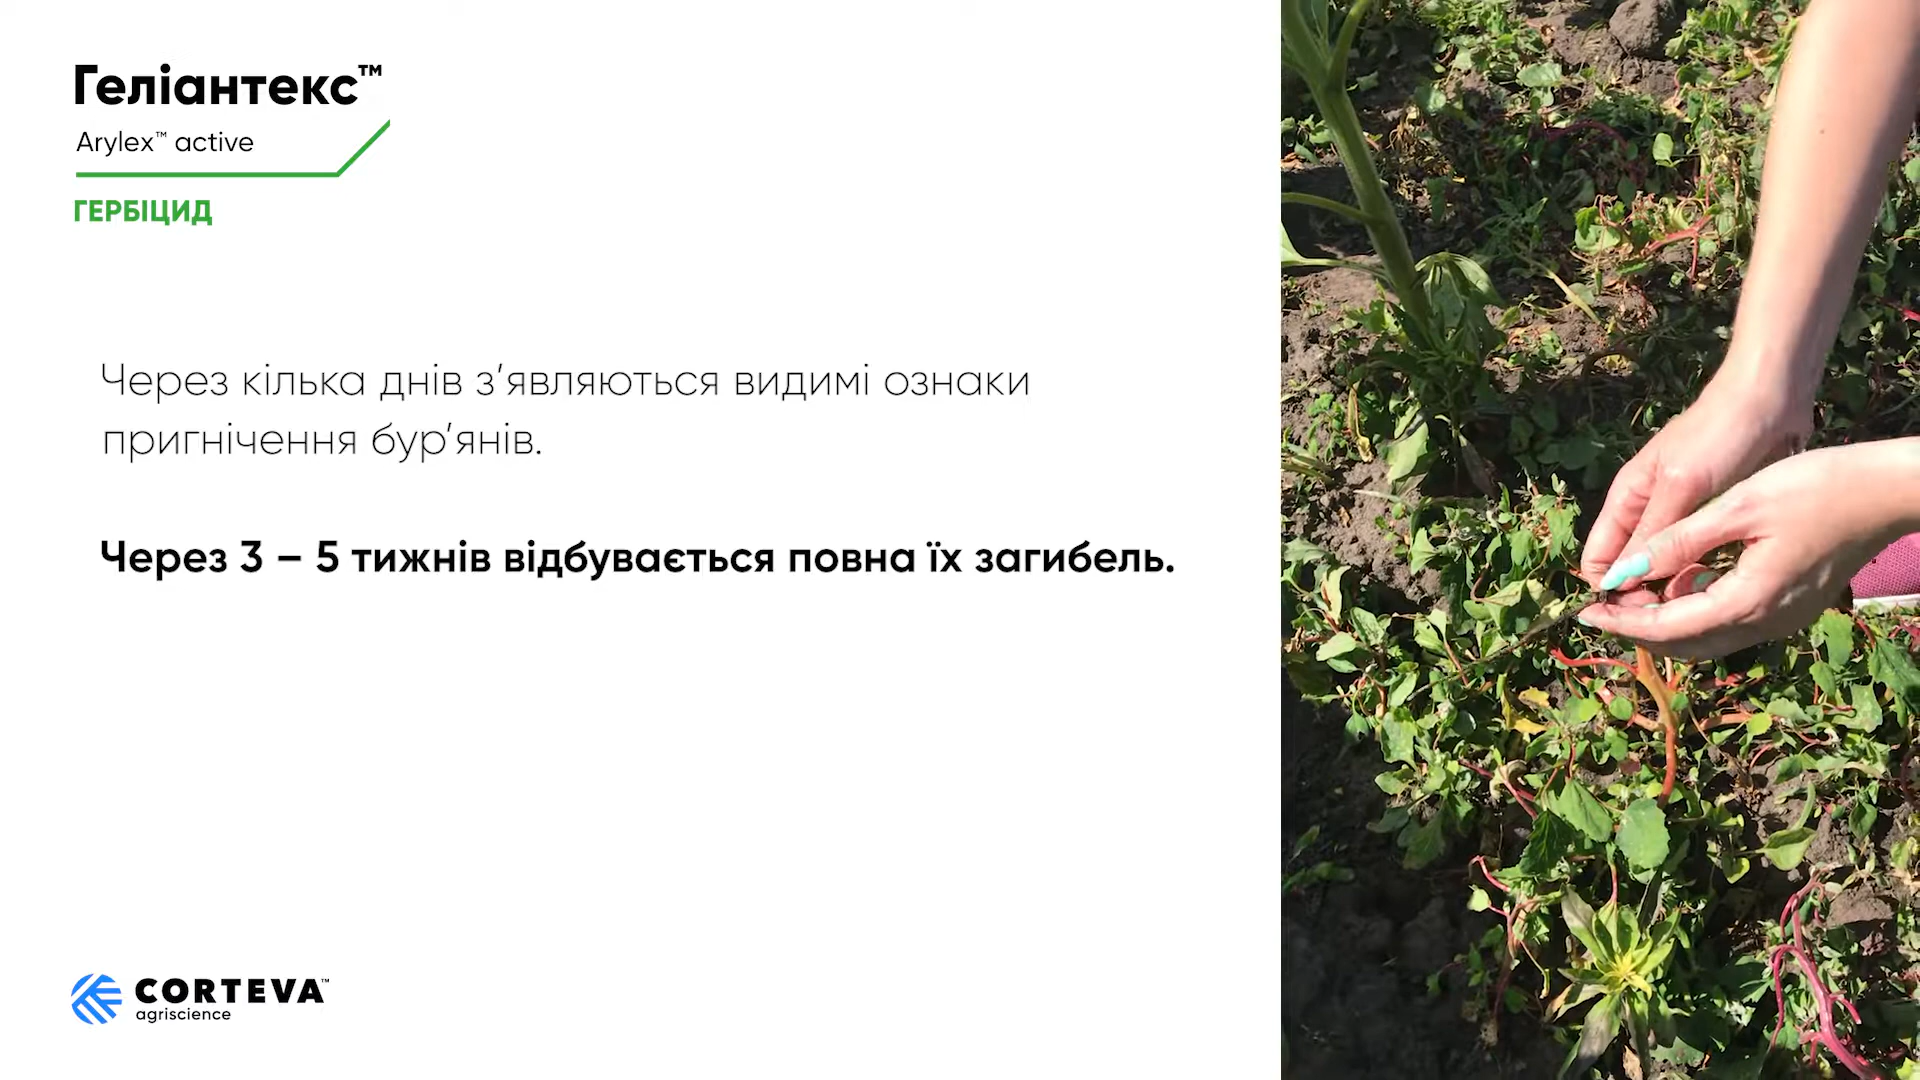 Геліантекс™
Arylex™ active
ГЕРБІЦИД
Через кілька днів з’являються видимі ознаки
пригнічення бур’янів.
Через 3 – 5 тижнів відбувається повна їх загибель.
CORTEVA™
agriscience